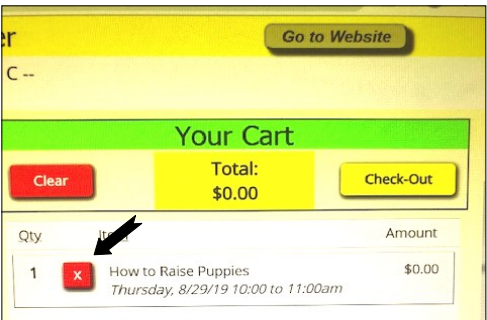 er
Go to Website
C --
Your Cart
Clear
Total:
$0.00
Check-Out
Qty Item Amount
1 x How to Raise Puppies $0.00
Thursday, 8/29/19 10:00 to 11:00am